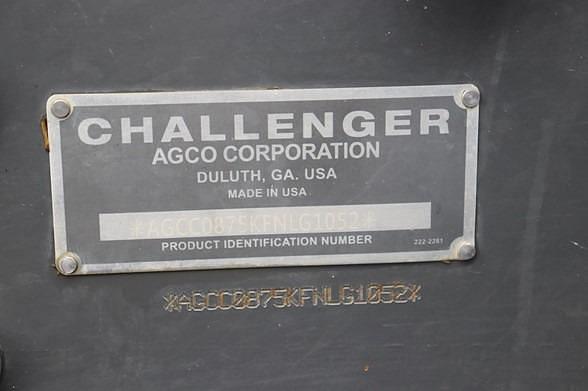 CHALLENGER
AGCO CORPORATION
DULUTH, GA. USA
MADE IN USA
*AGCC0875KFNLG1052*
PRODUCT IDENTIFICATION NUMBER
222-2281
*AGCC0875KFNLG1052*